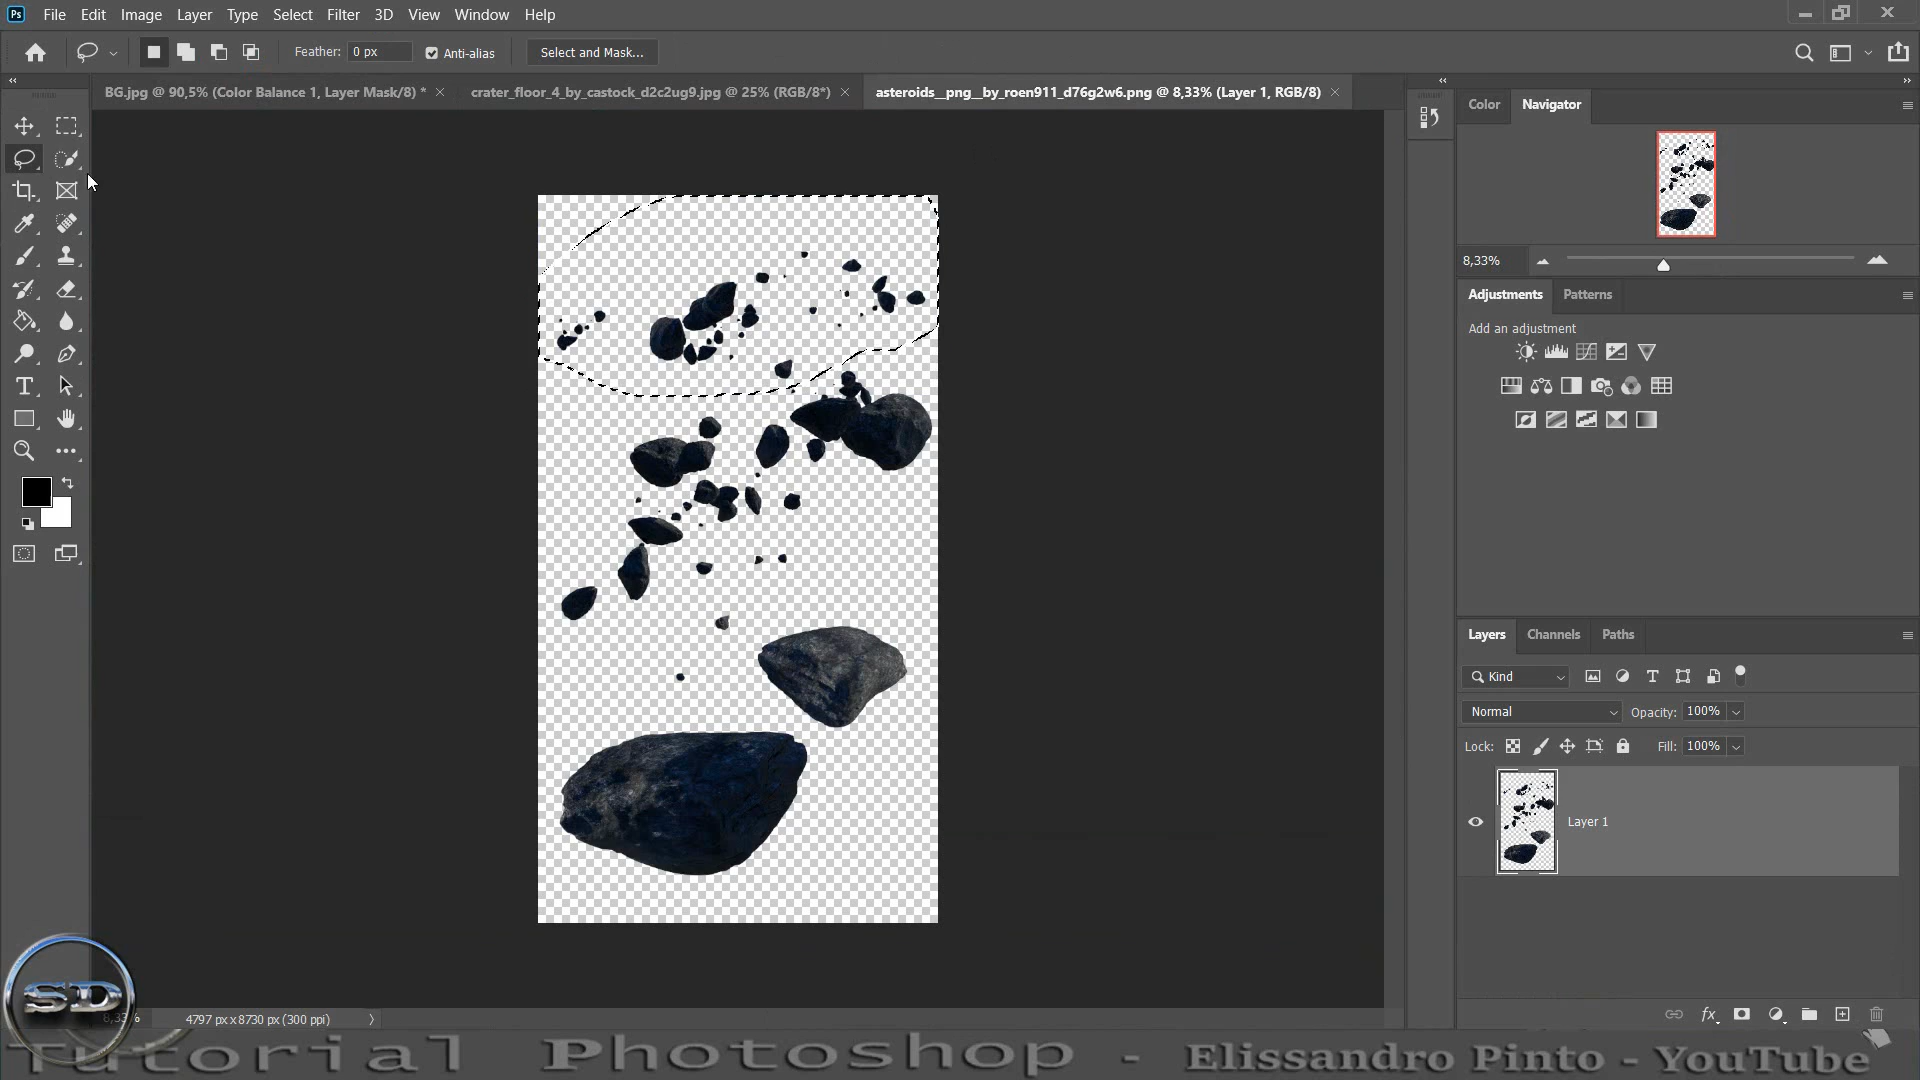 Ps File Edit Image Layer Type Select Filter 3D View Window Help
Feather: 0 px Anti-alias Select and Mask...
BG.jpg @ 90,5% (Color Balance 1, Layer Mask/8) * crater_floor_4_by_castock_d2c2ug9.jpg @ 25% (RGB/8*) asteroids__png__by_roen911_d76g2w6.png @ 8,33% (Layer 1, RGB/8)
Color Navigator
8,33%
Adjustments Patterns
Add an adjustment
Layers Channels Paths
Kind
Normal Opacity: 100%
Lock: Fill: 100%
Layer 1
SD
8,33% 4797 px x 8730 px (300 ppi)
Tutorial Photoshop - Elissandro Pinto - YouTube